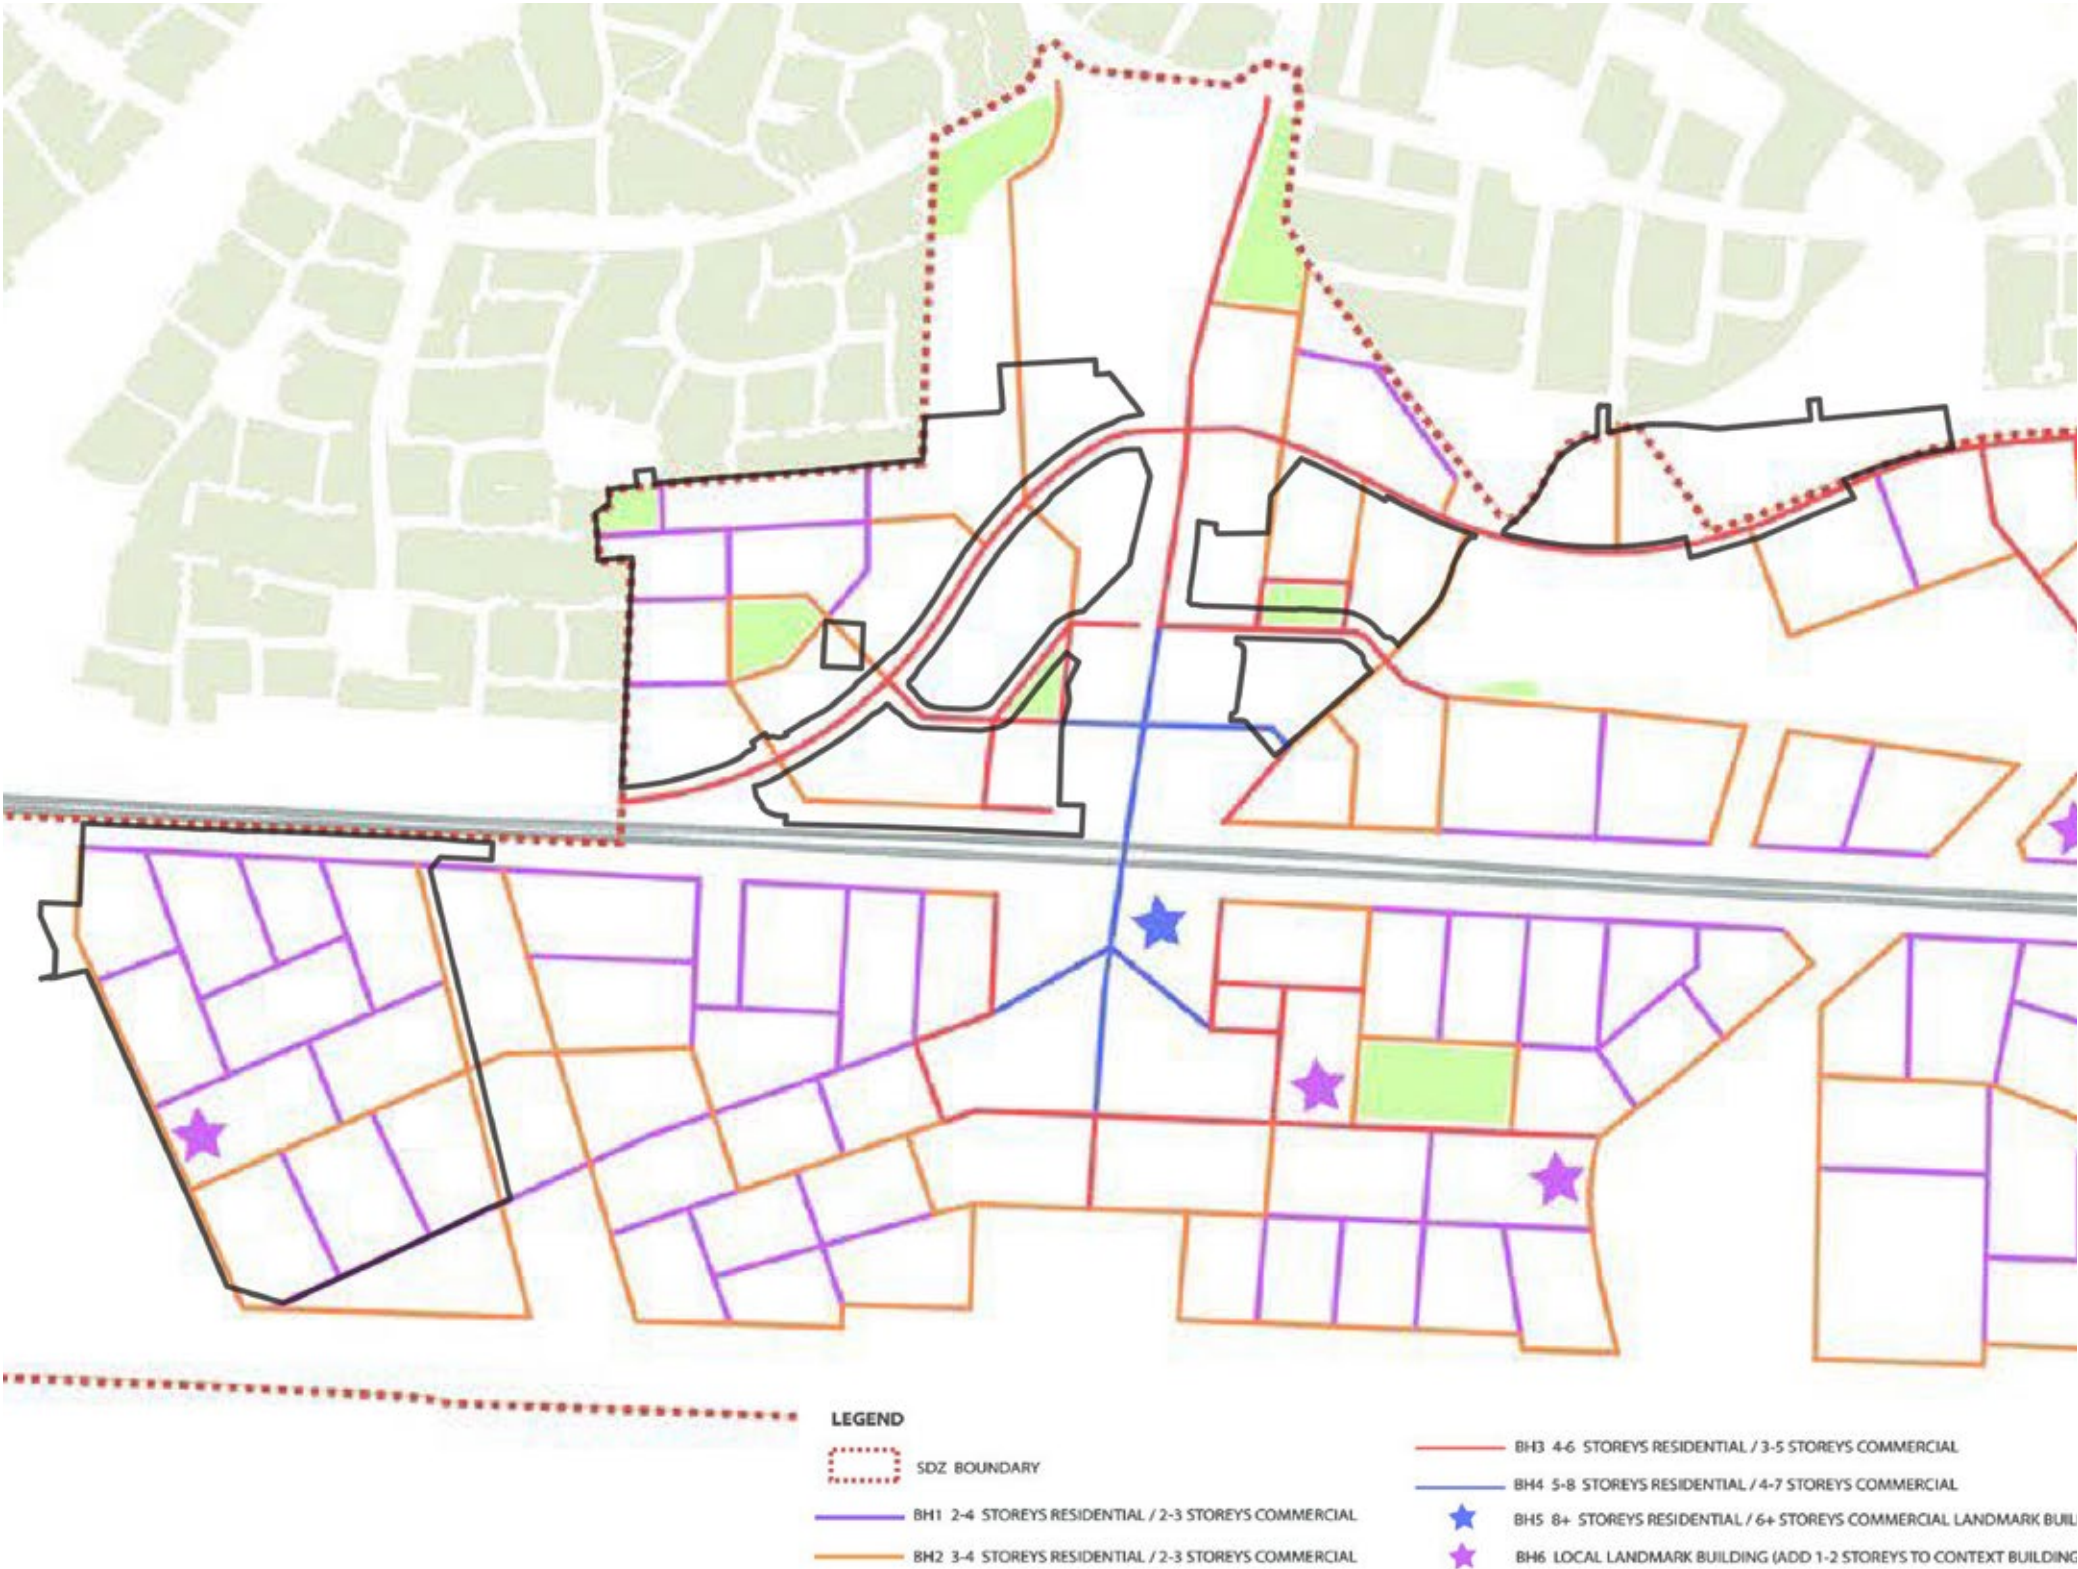 LEGEND
SDZ BOUNDARY
BH1 2-4 STOREYS RESIDENTIAL / 2-3 STOREYS COMMERCIAL
BH2 3-4 STOREYS RESIDENTIAL / 2-3 STOREYS COMMERCIAL
BH3 4-6 STOREYS RESIDENTIAL / 3-5 STOREYS COMMERCIAL
BH4 5-8 STOREYS RESIDENTIAL / 4-7 STOREYS COMMERCIAL
BH5 8+ STOREYS RESIDENTIAL / 6+ STOREYS COMMERCIAL LANDMARK BUIL
BH6 LOCAL LANDMARK BUILDING (ADD 1-2 STOREYS TO CONTEXT BUILDING